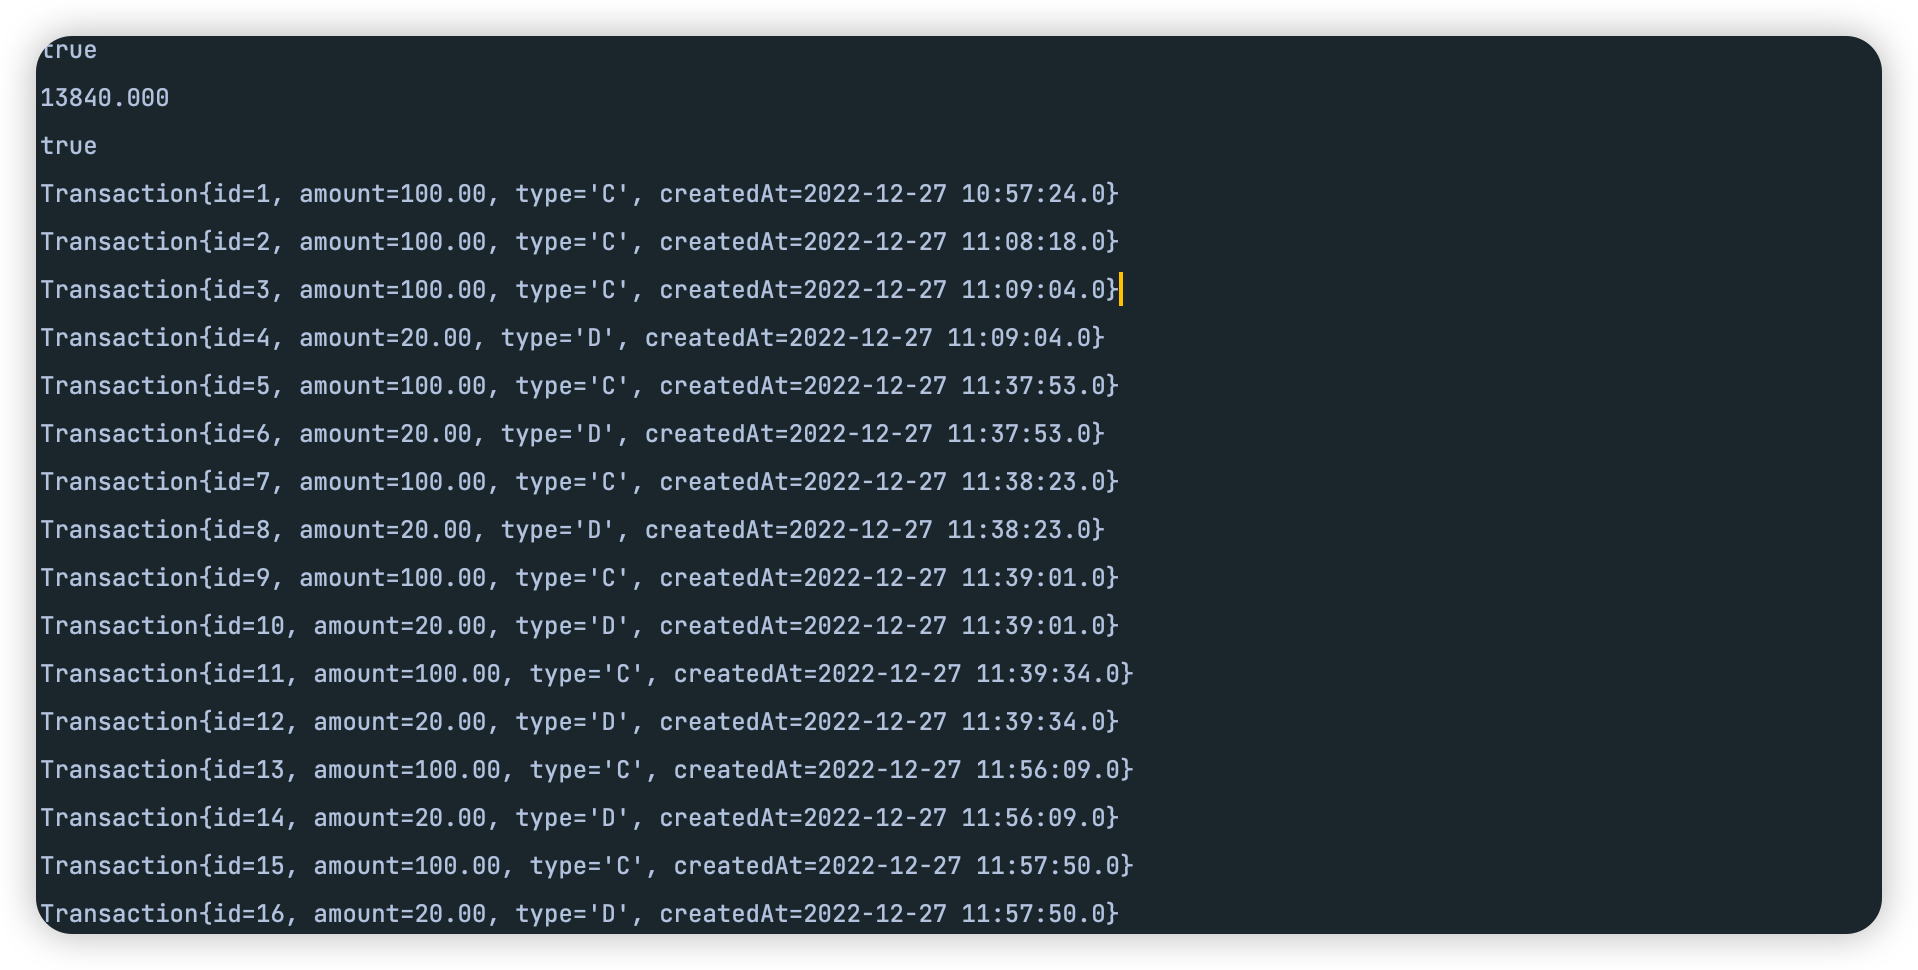 true
13840.000
true
Transaction{id=1, amount=100.00, type='C', createdAt=2022-12-27 10:57:24.0}
Transaction{id=2, amount=100.00, type='C', createdAt=2022-12-27 11:08:18.0}
Transaction{id=3, amount=100.00, type='C', createdAt=2022-12-27 11:09:04.0}
Transaction{id=4, amount=20.00, type='D', createdAt=2022-12-27 11:09:04.0}
Transaction{id=5, amount=100.00, type='C', createdAt=2022-12-27 11:37:53.0}
Transaction{id=6, amount=20.00, type='D', createdAt=2022-12-27 11:37:53.0}
Transaction{id=7, amount=100.00, type='C', createdAt=2022-12-27 11:38:23.0}
Transaction{id=8, amount=20.00, type='D', createdAt=2022-12-27 11:38:23.0}
Transaction{id=9, amount=100.00, type='C', createdAt=2022-12-27 11:39:01.0}
Transaction{id=10, amount=20.00, type='D', createdAt=2022-12-27 11:39:01.0}
Transaction{id=11, amount=100.00, type='C', createdAt=2022-12-27 11:39:34.0}
Transaction{id=12, amount=20.00, type='D', createdAt=2022-12-27 11:39:34.0}
Transaction{id=13, amount=100.00, type='C', createdAt=2022-12-27 11:56:09.0}
Transaction{id=14, amount=20.00, type='D', createdAt=2022-12-27 11:56:09.0}
Transaction{id=15, amount=100.00, type='C', createdAt=2022-12-27 11:57:50.0}
Transaction{id=16, amount=20.00, type='D', createdAt=2022-12-27 11:57:50.0}